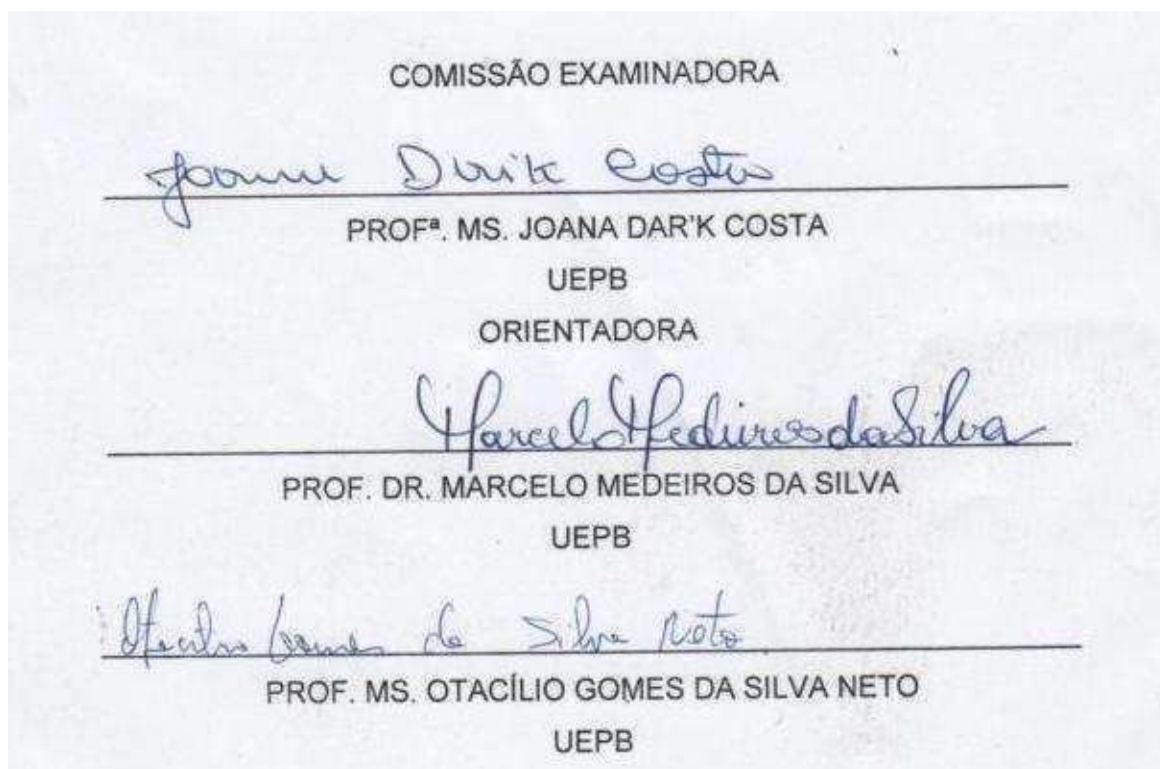 COMISSÃO EXAMINADORA
Joana Dar'k Costa
PROFª. MS. JOANA DAR'K COSTA
UEPB
ORIENTADORA
Marcelo Medeiros da Silva
PROF. DR. MARCELO MEDEIROS DA SILVA
UEPB
Otacílio Gomes da Silva Neto
PROF. MS. OTACÍLIO GOMES DA SILVA NETO
UEPB